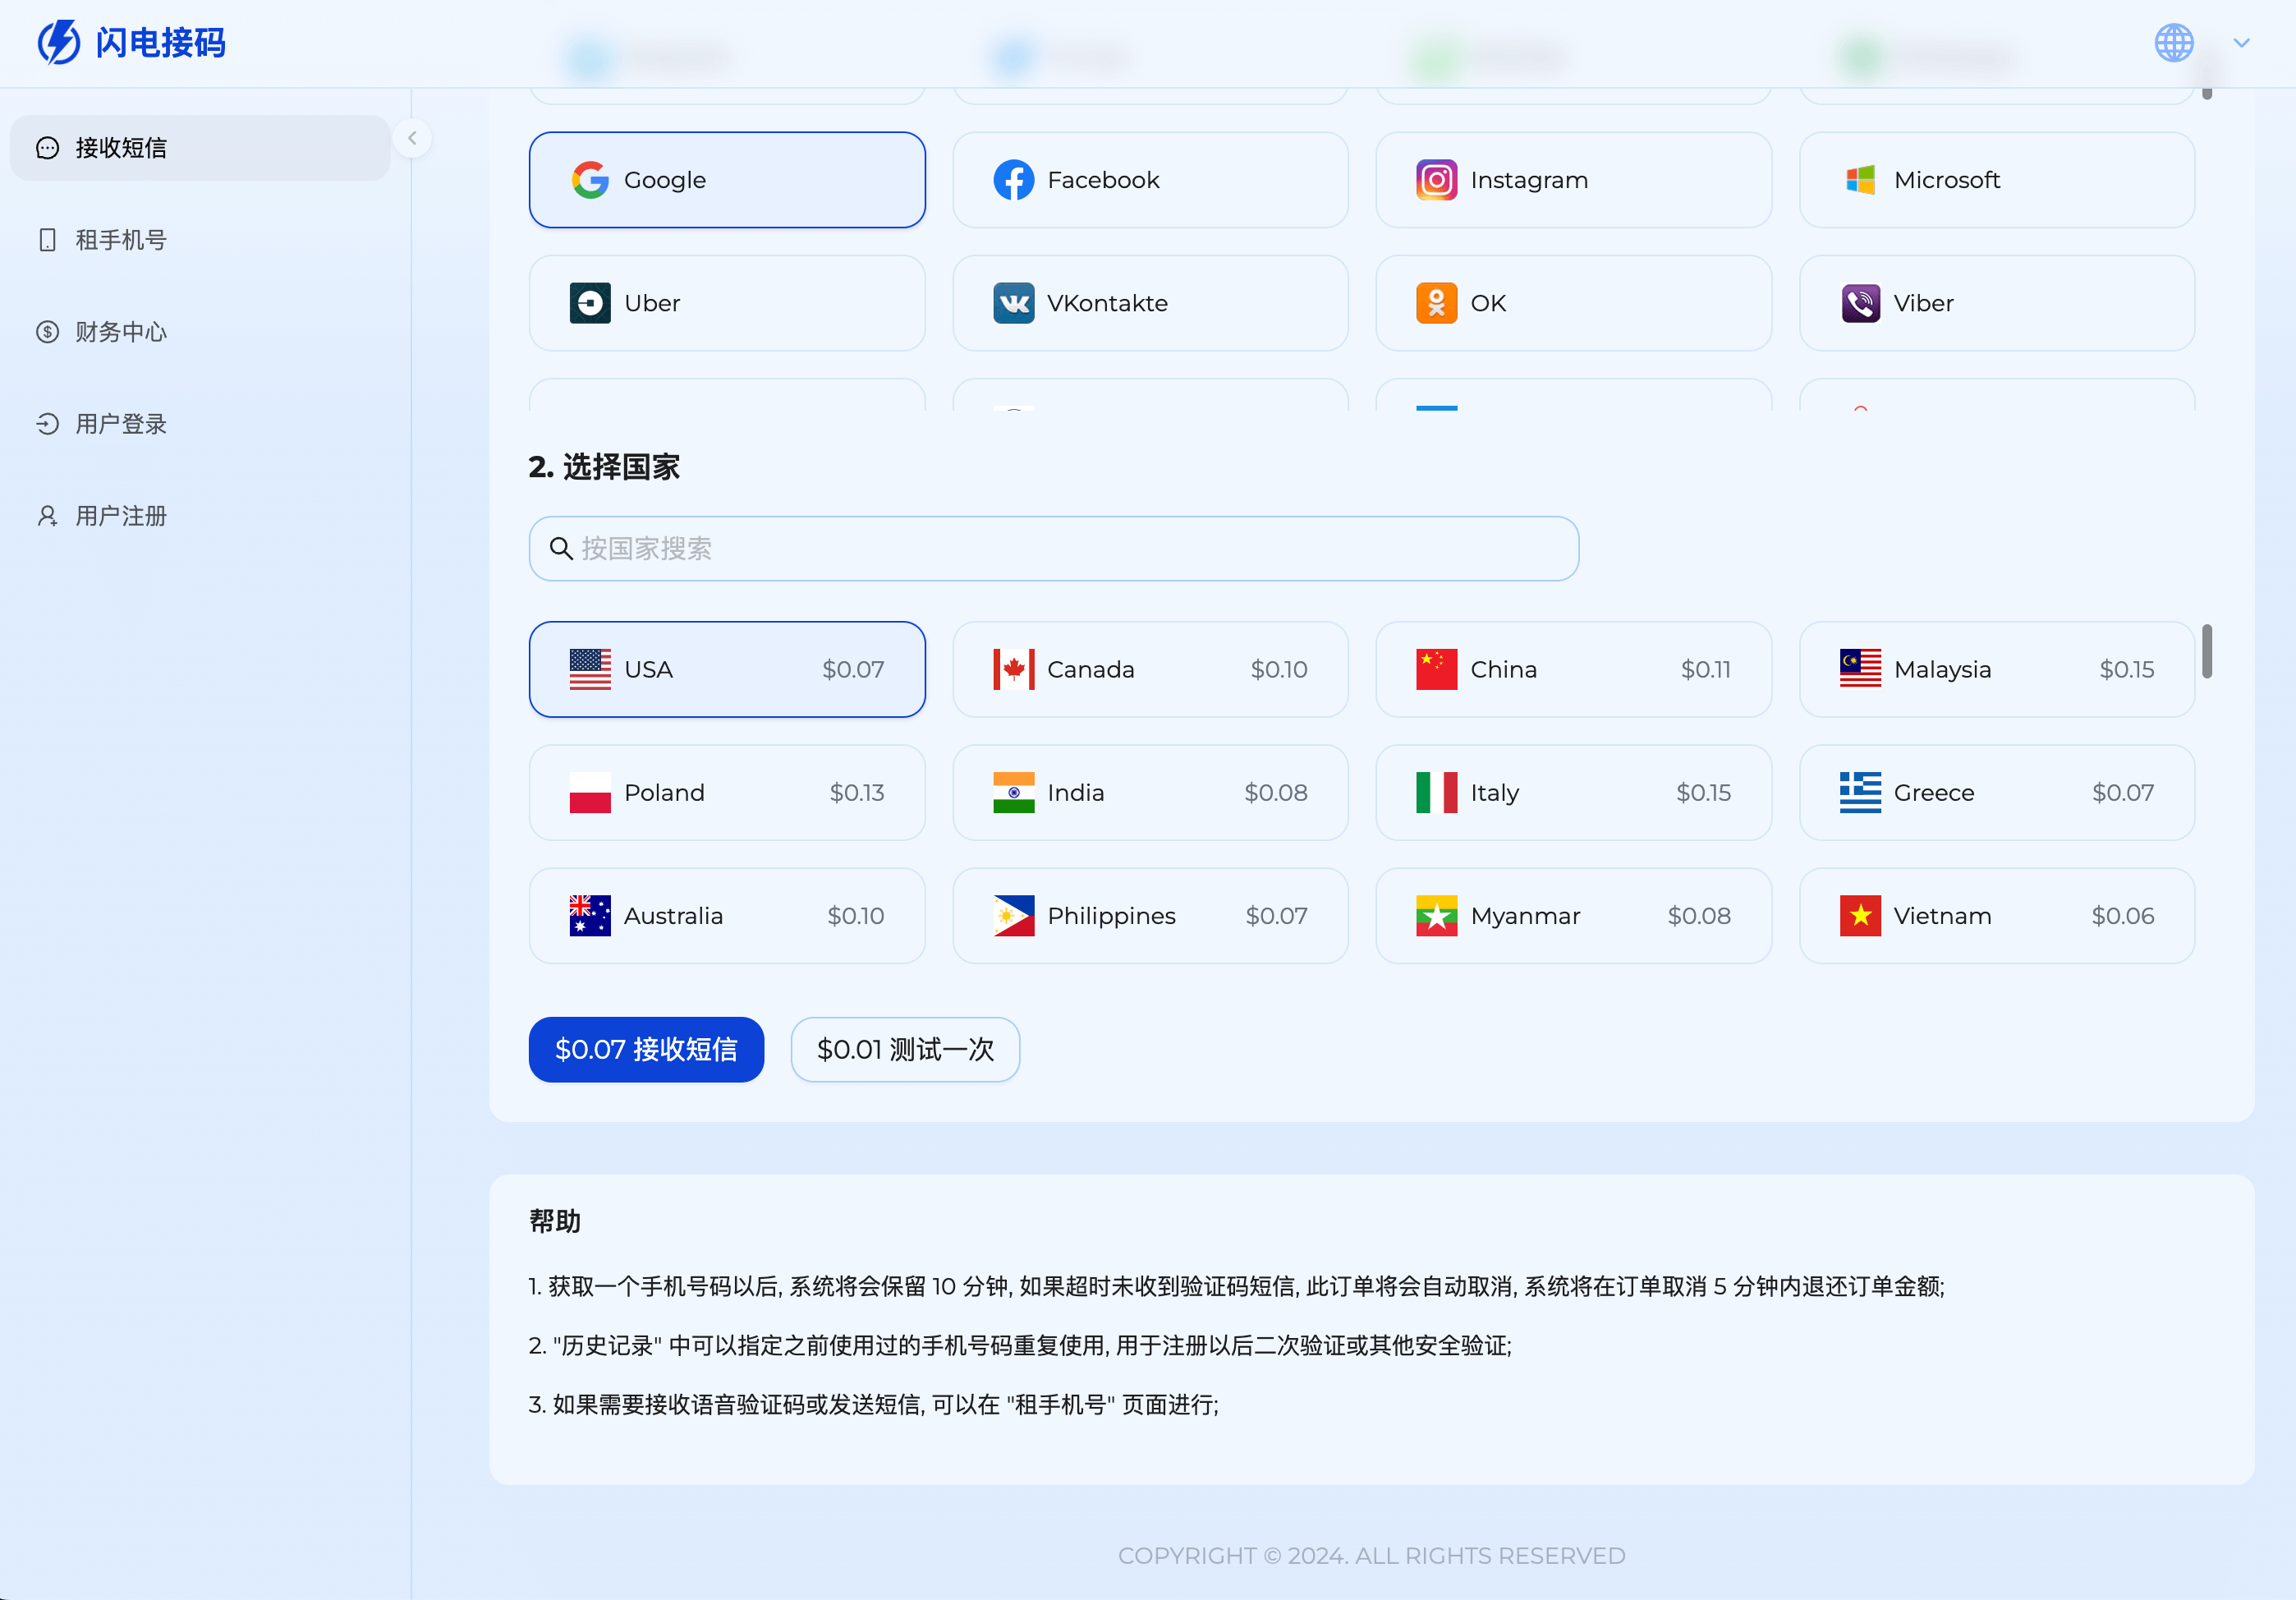 闪电接码
接收短信
租手机号
财务中心
用户登录
用户注册
Google
Facebook
Instagram
Microsoft
Uber
VKontakte
OK
Viber
2. 选择国家
按国家搜索
USA $0.07
Canada $0.10
China $0.11
Malaysia $0.15
Poland $0.13
India $0.08
Italy $0.15
Greece $0.07
Australia $0.10
Philippines $0.07
Myanmar $0.08
Vietnam $0.06
$0.07 接收短信
$0.01 测试一次
帮助
1. 获取一个手机号码以后, 系统将会保留 10 分钟, 如果超时未收到验证码短信, 此订单将会自动取消, 系统将在订单取消 5 分钟内退还订单金额;
2. "历史记录" 中可以指定之前使用过的手机号码重复使用, 用于注册以后二次验证或其他安全验证;
3. 如果需要接收语音验证码或发送短信, 可以在 "租手机号" 页面进行;
COPYRIGHT © 2024. ALL RIGHTS RESERVED